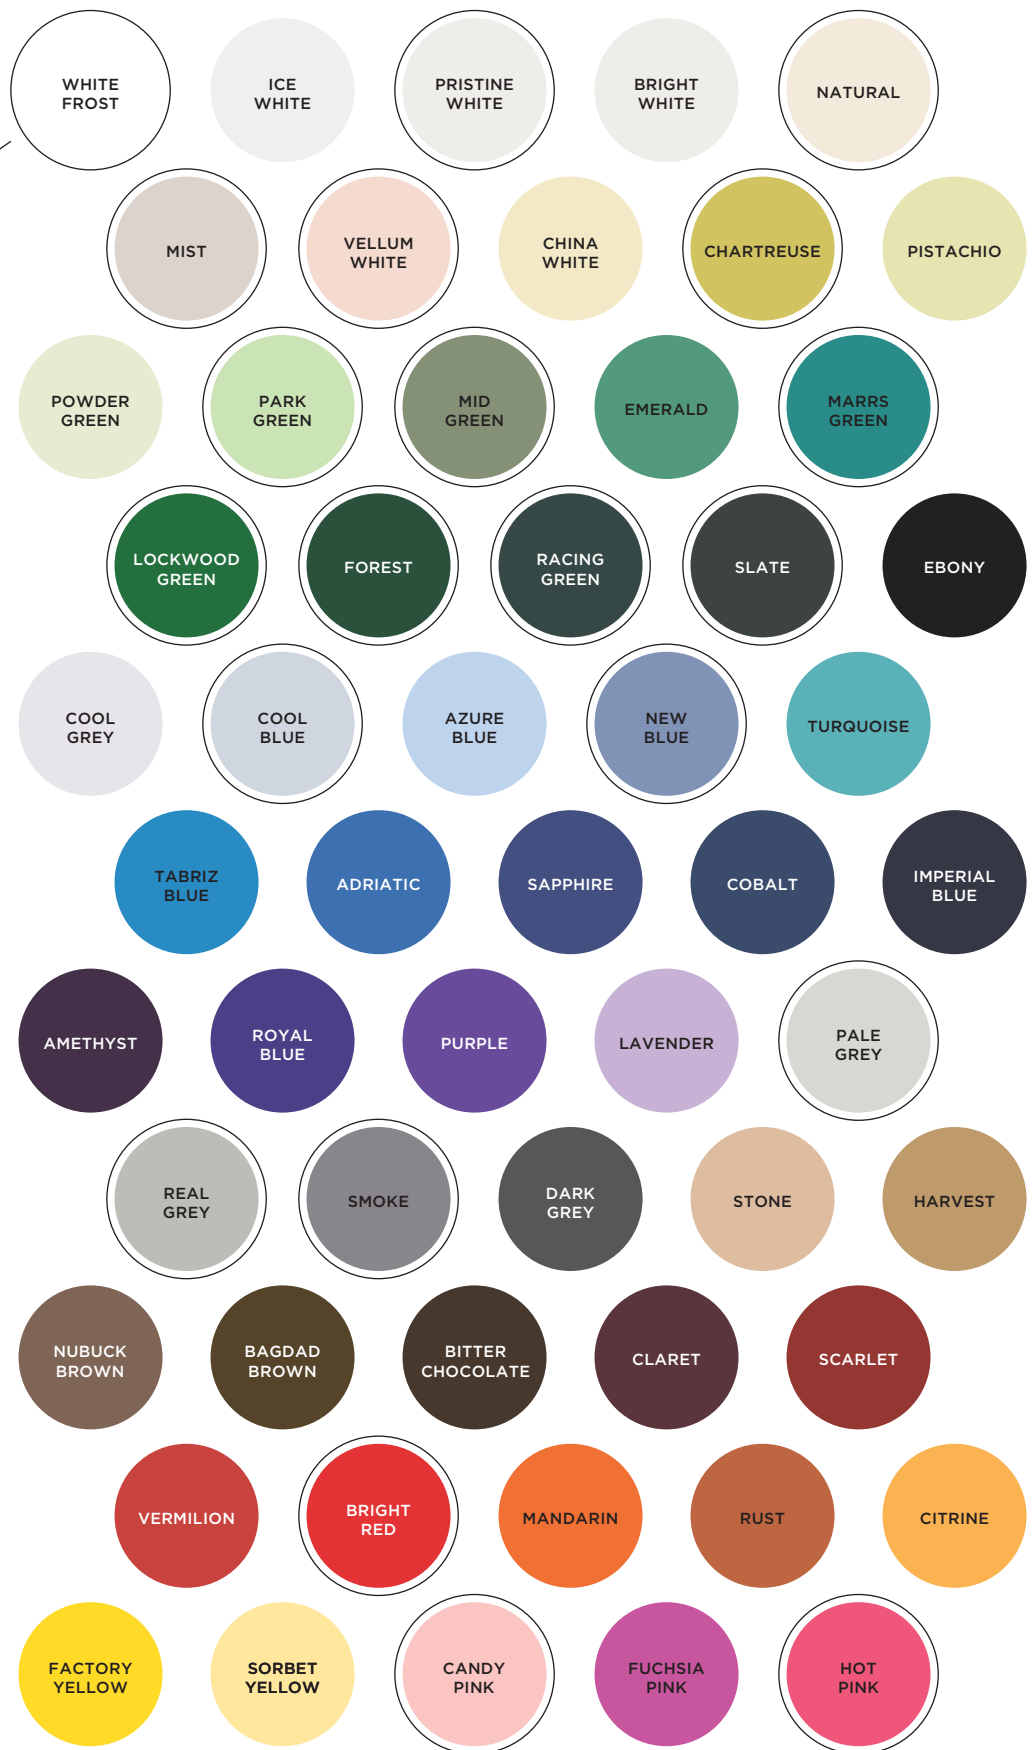 WHITE
FROST
ICE
WHITE
PRISTINE
WHITE
BRIGHT
WHITE
NATURAL
MIST
VELLUM
WHITE
CHINA
WHITE
CHARTREUSE
PISTACHIO
POWDER
GREEN
PARK
GREEN
MID
GREEN
EMERALD
MARRS
GREEN
LOCKWOOD
GREEN
FOREST
RACING
GREEN
SLATE
EBONY
COOL
GREY
COOL
BLUE
AZURE
BLUE
NEW
BLUE
TURQUOISE
TABRIZ
BLUE
ADRIATIC
SAPPHIRE
COBALT
IMPERIAL
BLUE
AMETHYST
ROYAL
BLUE
PURPLE
LAVENDER
PALE
GREY
REAL
GREY
SMOKE
DARK
GREY
STONE
HARVEST
NUBUCK
BROWN
BAGDAD
BROWN
BITTER
CHOCOLATE
CLARET
SCARLET
VERMILION
BRIGHT
RED
MANDARIN
RUST
CITRINE
FACTORY
YELLOW
SORBET
YELLOW
CANDY
PINK
FUCHSIA
PINK
HOT
PINK